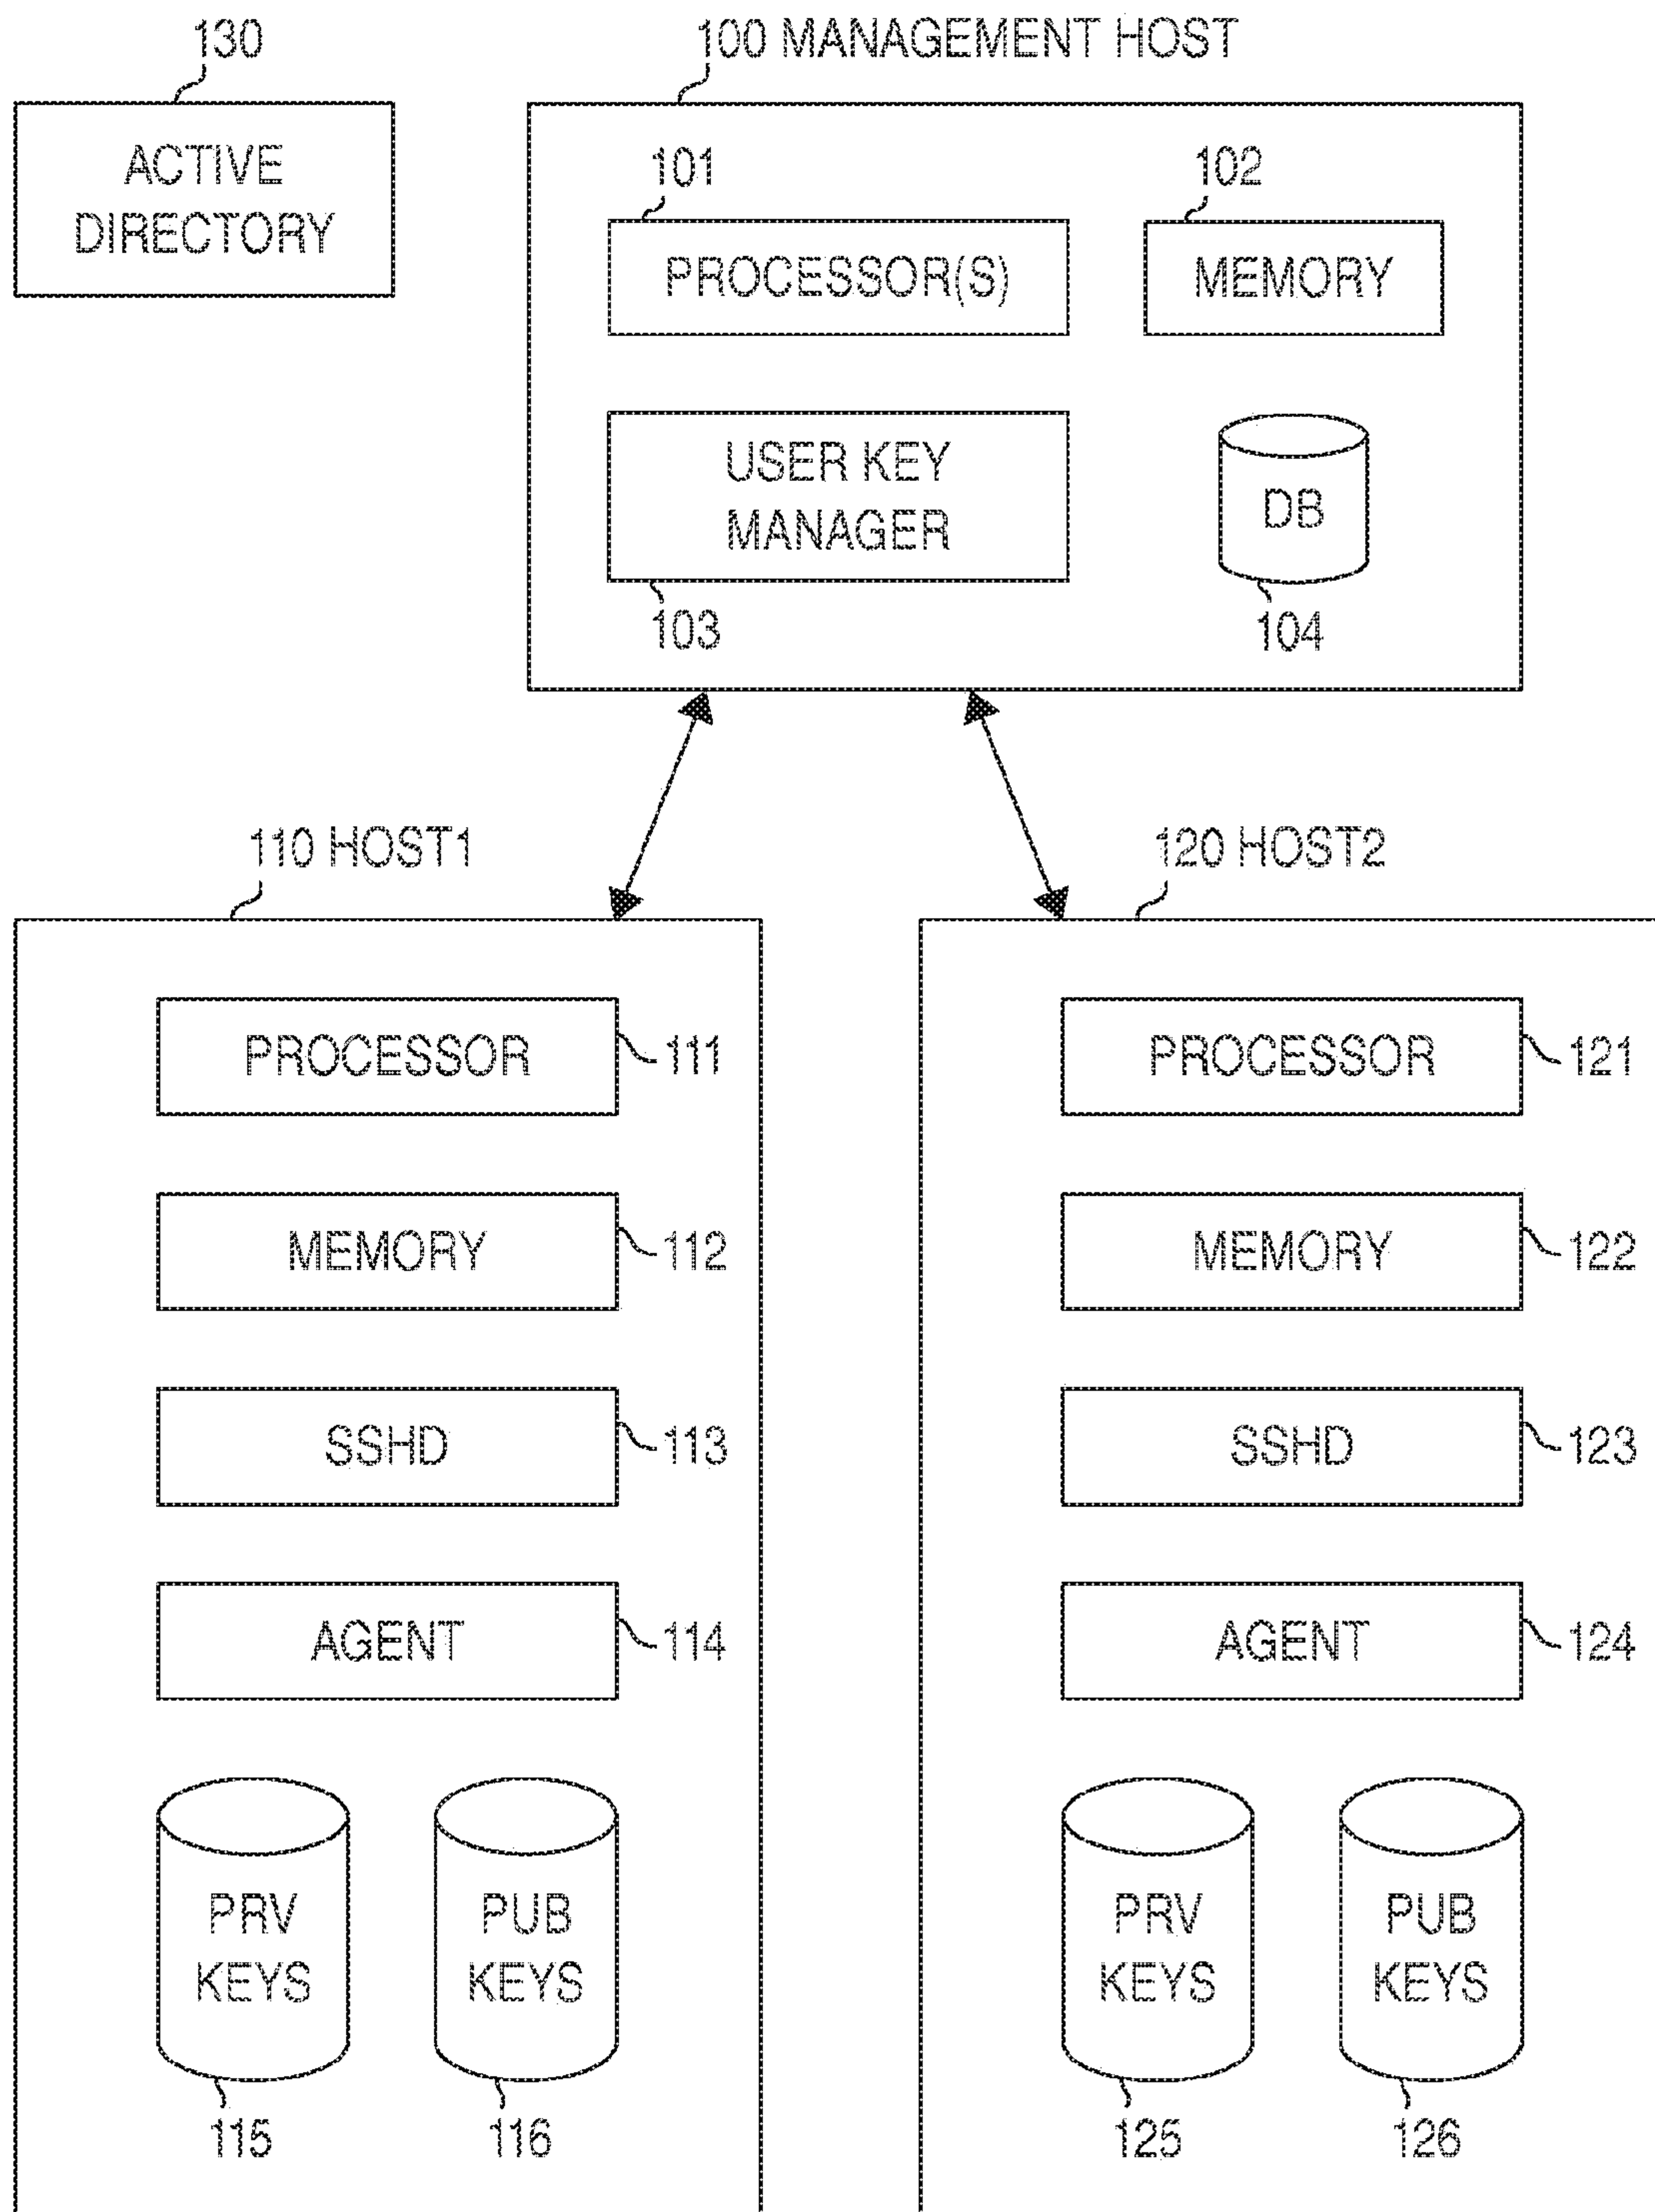 130
ACTIVE
DIRECTORY
100 MANAGEMENT HOST
101
PROCESSOR(S)
102
MEMORY
USER KEY
MANAGER
103
DB
104
110 HOST1
PROCESSOR
111
MEMORY
112
SSHD
113
AGENT
114
PRV
KEYS
115
PUB
KEYS
116
120 HOST2
PROCESSOR
121
MEMORY
122
SSHD
123
AGENT
124
PRV
KEYS
125
PUB
KEYS
126